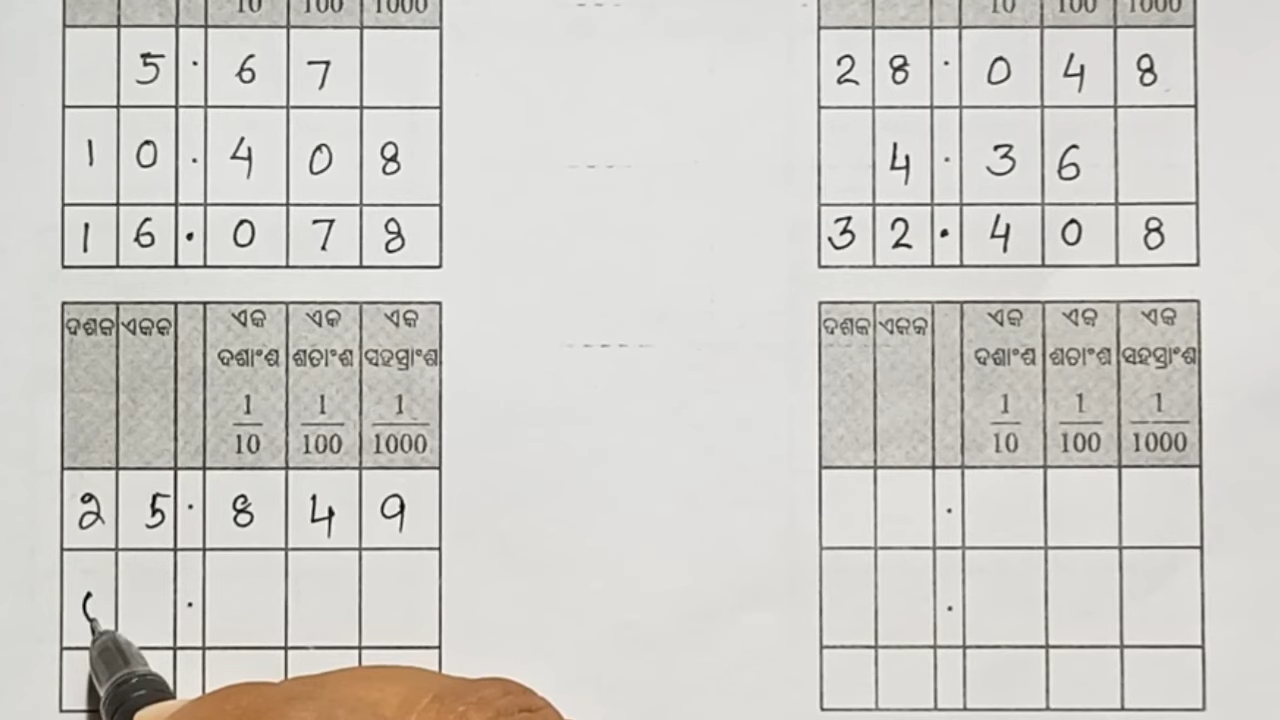 10 100 1000
5 . 6 7
1 0 . 4 0 8
1 6 . 0 7 8
10 100 1000
2 8 . 0 4 8
4 . 3 6
3 2 . 4 0 8
ଦଶକ ଏକକ ଏକ ଦଶାଂଶ ଏକ ଶତାଂଶ ଏକ ସହସ୍ରାଂଶ
1/10 1/100 1/1000
2 5 . 8 4 9
.
ଦଶକ ଏକକ ଏକ ଦଶାଂଶ ଏକ ଶତାଂଶ ଏକ ସହସ୍ରାଂଶ
1/10 1/100 1/1000
.
.